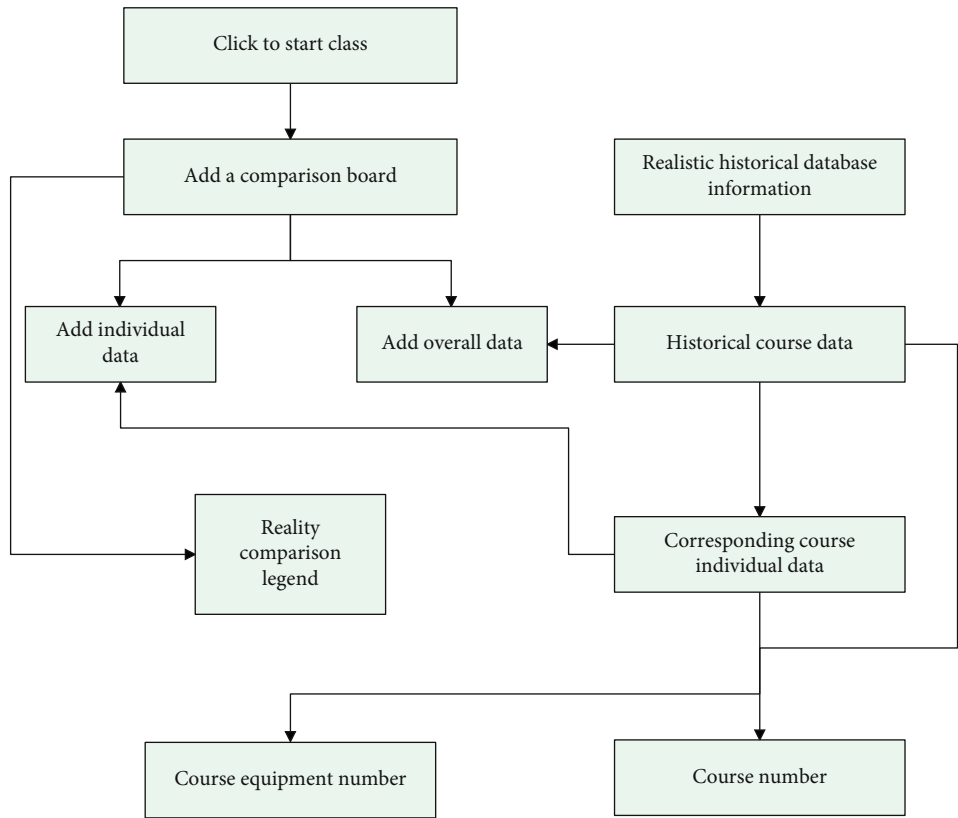 Click to start class
Add a comparison board
Realistic historical database
information
Add individual
data
Add overall data
Historical course data
Reality
comparison
legend
Corresponding course
individual data
Course equipment number
Course number